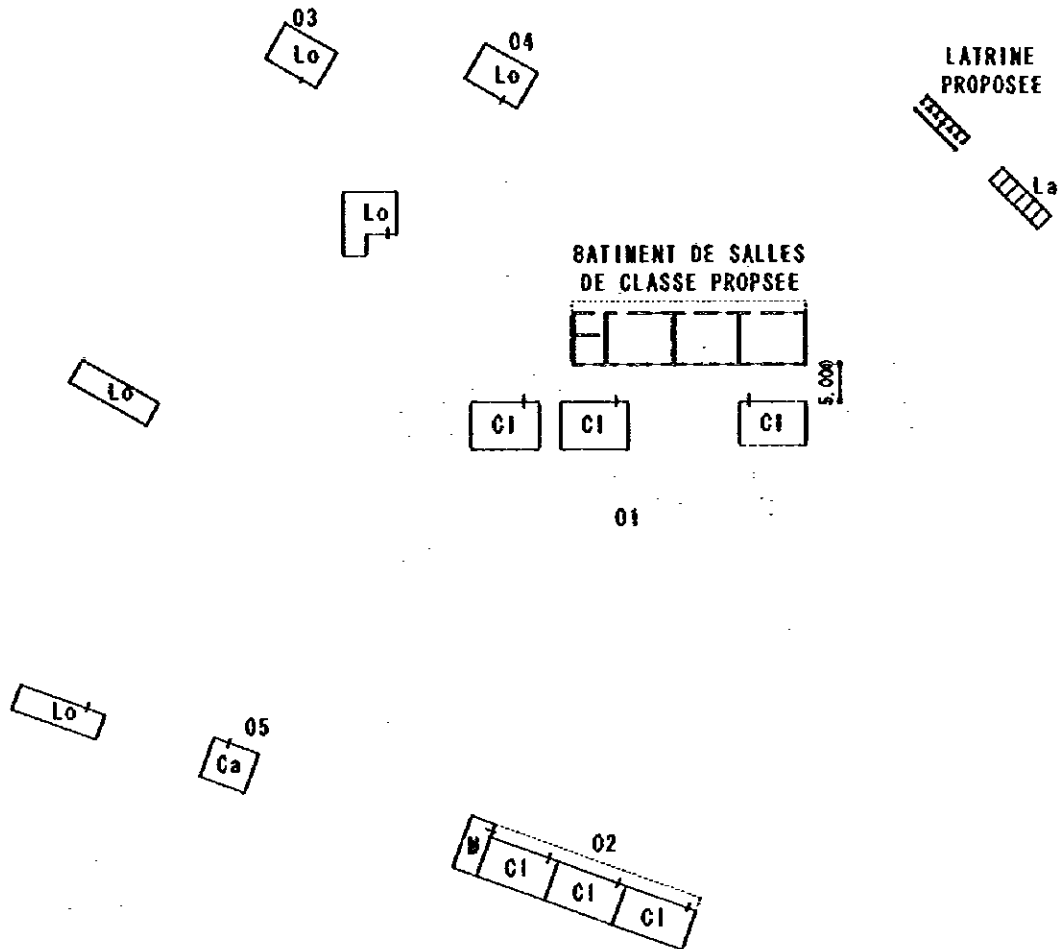 03
Lo
04
Lo
LATRINE
PROPOSEE
La
Lo
BATIMENT DE SALLES
DE CLASSE PROPSEE
Lo
5,000
Cl
Cl
Cl
01
Lo
05
Ca
02
Cl
Cl
Cl